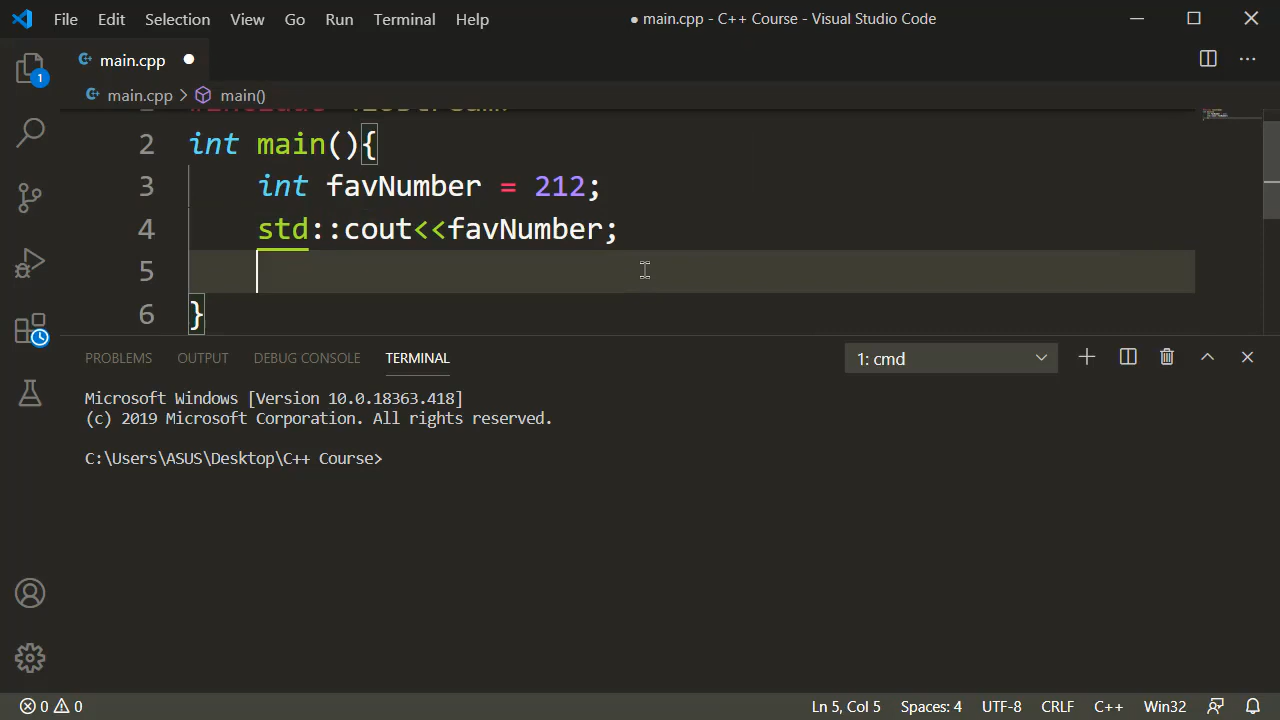 File Edit Selection View Go Run Terminal Help ● main.cpp - C++ Course - Visual Studio Code
main.cpp
main.cpp > main()
1
2 int main(){
3 int favNumber = 212;
4 std::cout<<favNumber;
5
6 }
PROBLEMS OUTPUT DEBUG CONSOLE TERMINAL 1: cmd
Microsoft Windows [Version 10.0.18363.418]
(c) 2019 Microsoft Corporation. All rights reserved.
C:\Users\ASUS\Desktop\C++ Course>
0 0 Ln 5, Col 5 Spaces: 4 UTF-8 CRLF C++ Win32